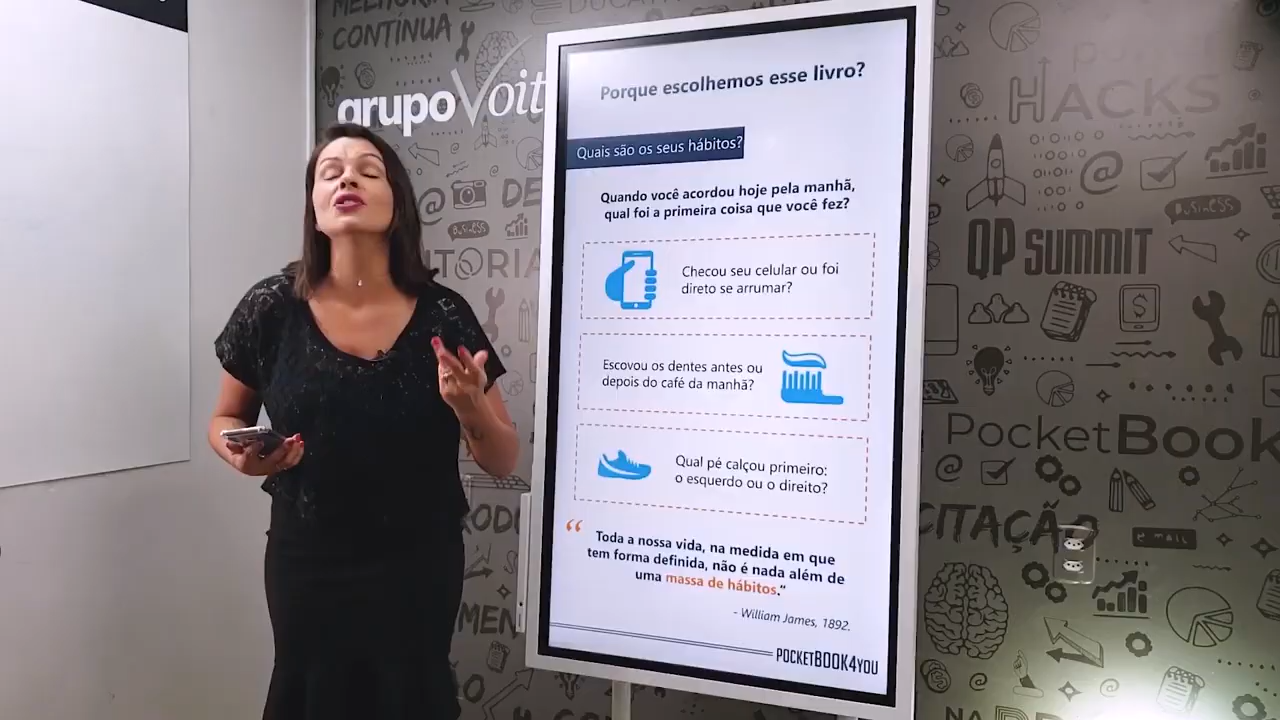 MELHORIA
CONTÍNUA
grupoVoit
Porque escolhemos esse livro?
Quais são os seus hábitos?
Quando você acordou hoje pela manhã,
qual foi a primeira coisa que você fez?
Checou seu celular ou foi
direto se arrumar?
Escovou os dentes antes ou
depois do café da manhã?
Qual pé calçou primeiro:
o esquerdo ou o direito?
“ Toda a nossa vida, na medida em que
tem forma definida, não é nada além de
uma massa de hábitos.“
- William James, 1892.
POCKETBOOK4YOU
HACKS
BUSINESS
QP SUMMIT
BUSINESS
PocketBook
CITAÇÃO
E-MAIL